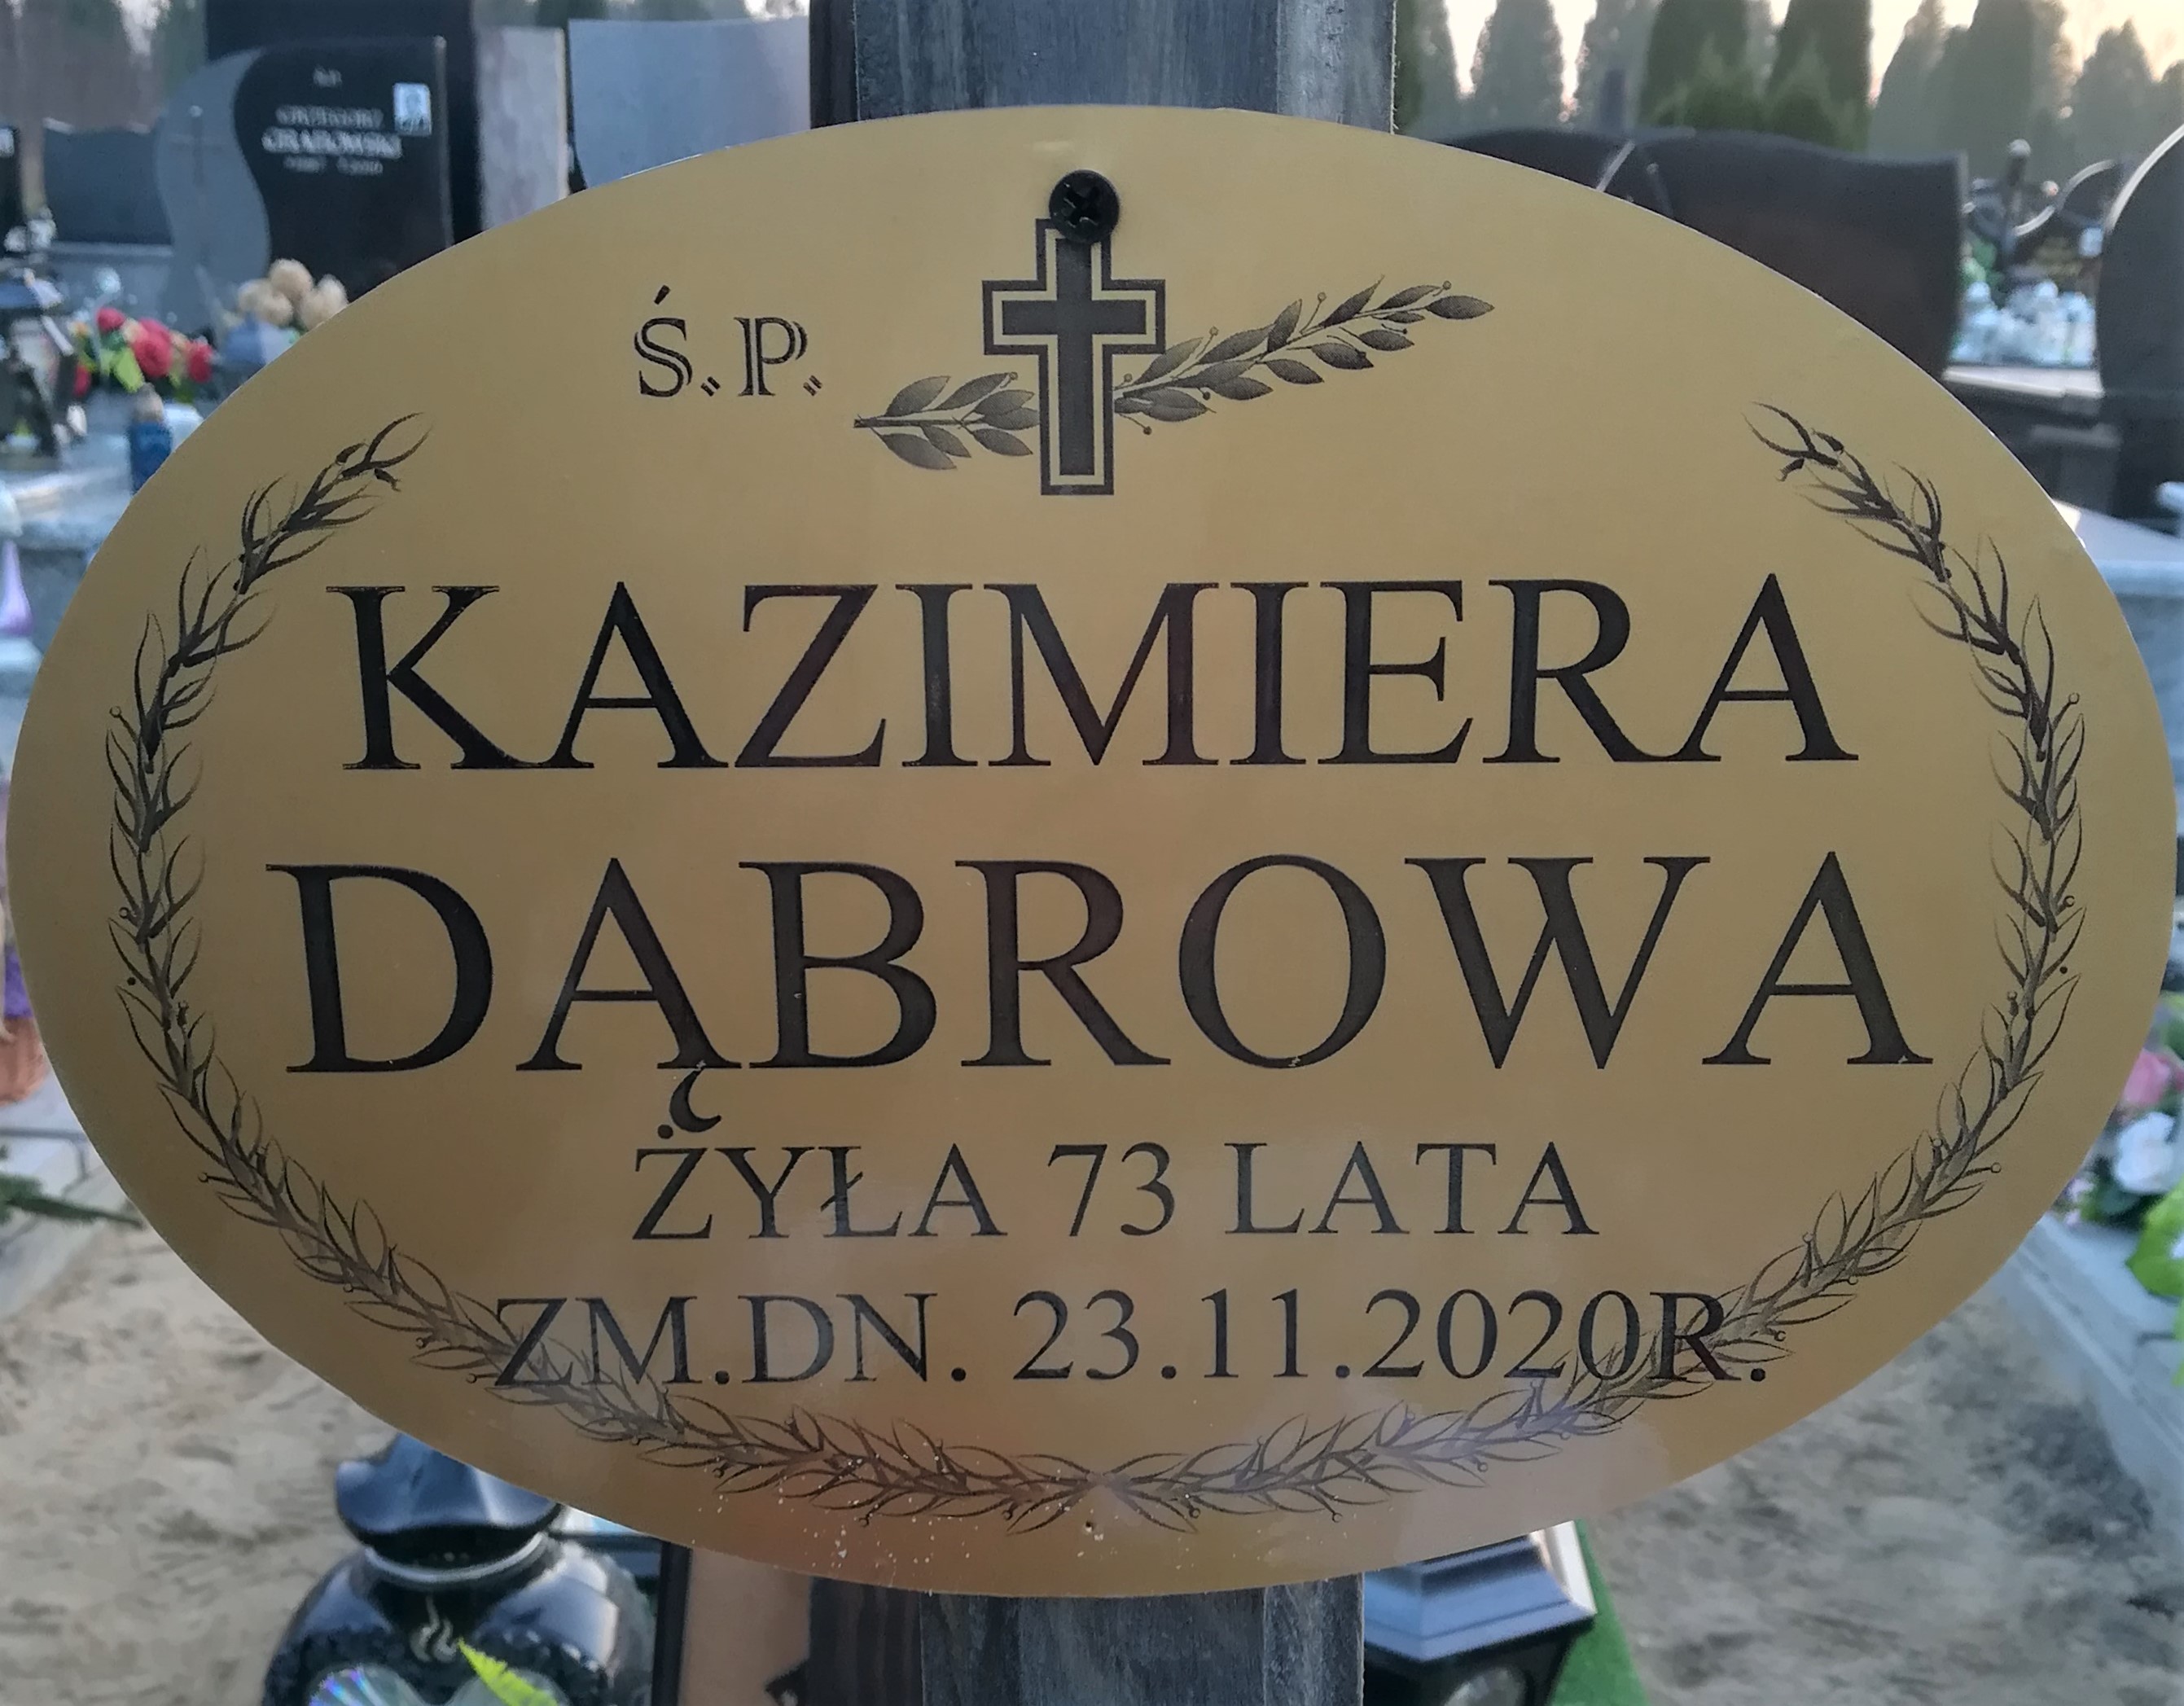 Ś.P.
KAZIMIERA
DĄBROWA
ŻYŁA 73 LATA
ZM.DN. 23.11.2020R.